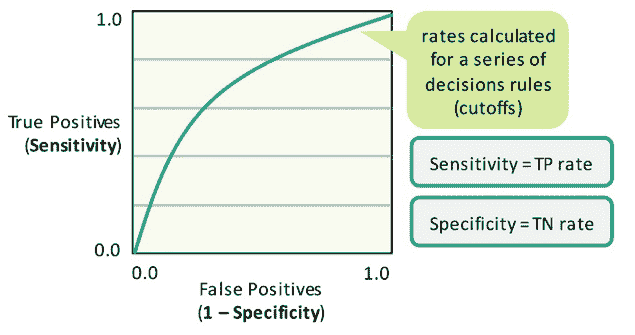 1.0
True Positives
(Sensitivity)
0.0
0.0
1.0
False Positives
(1 – Specificity)
rates calculated
for a series of
decisions rules
(cutoffs)
Sensitivity = TP rate
Specificity = TN rate